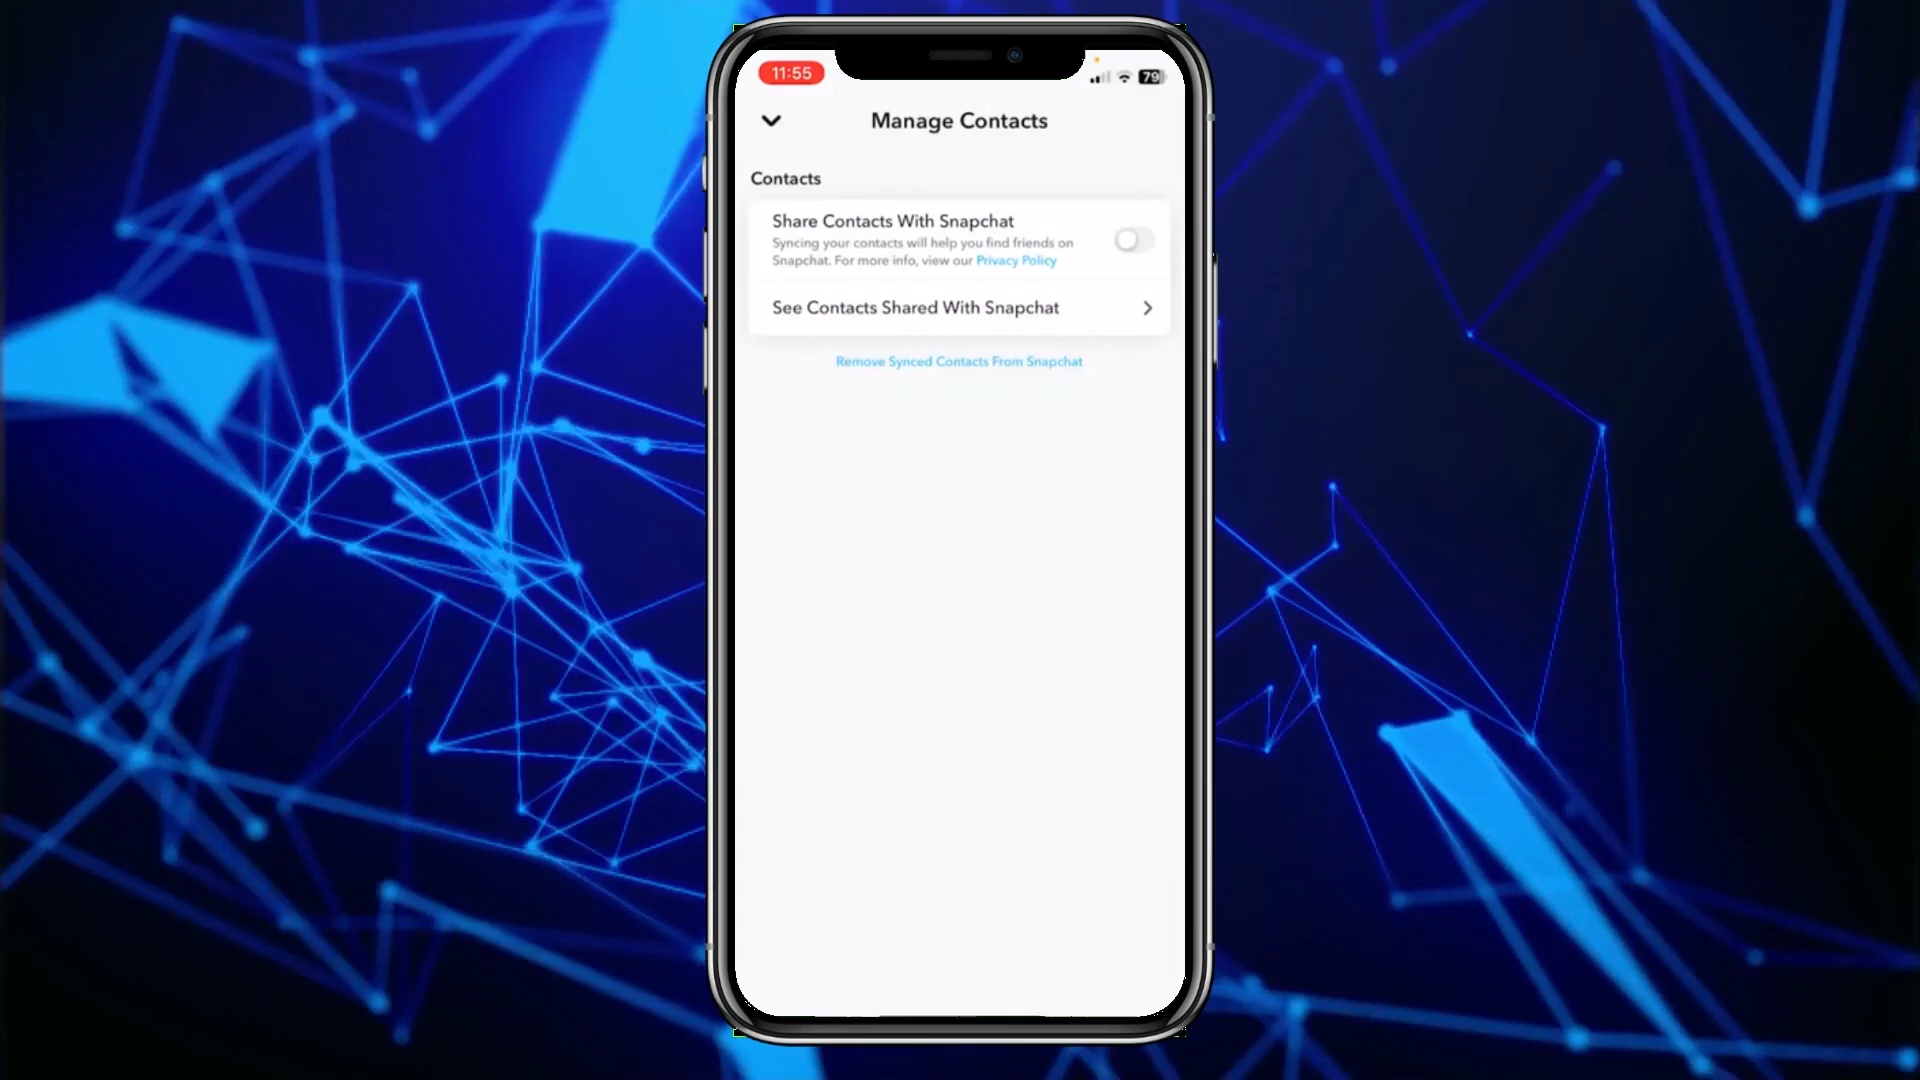 11:55
79
Manage Contacts
Contacts
Share Contacts With Snapchat
Syncing your contacts will help you find friends on
Snapchat. For more info, view our Privacy Policy
See Contacts Shared With Snapchat
Remove Synced Contacts From Snapchat